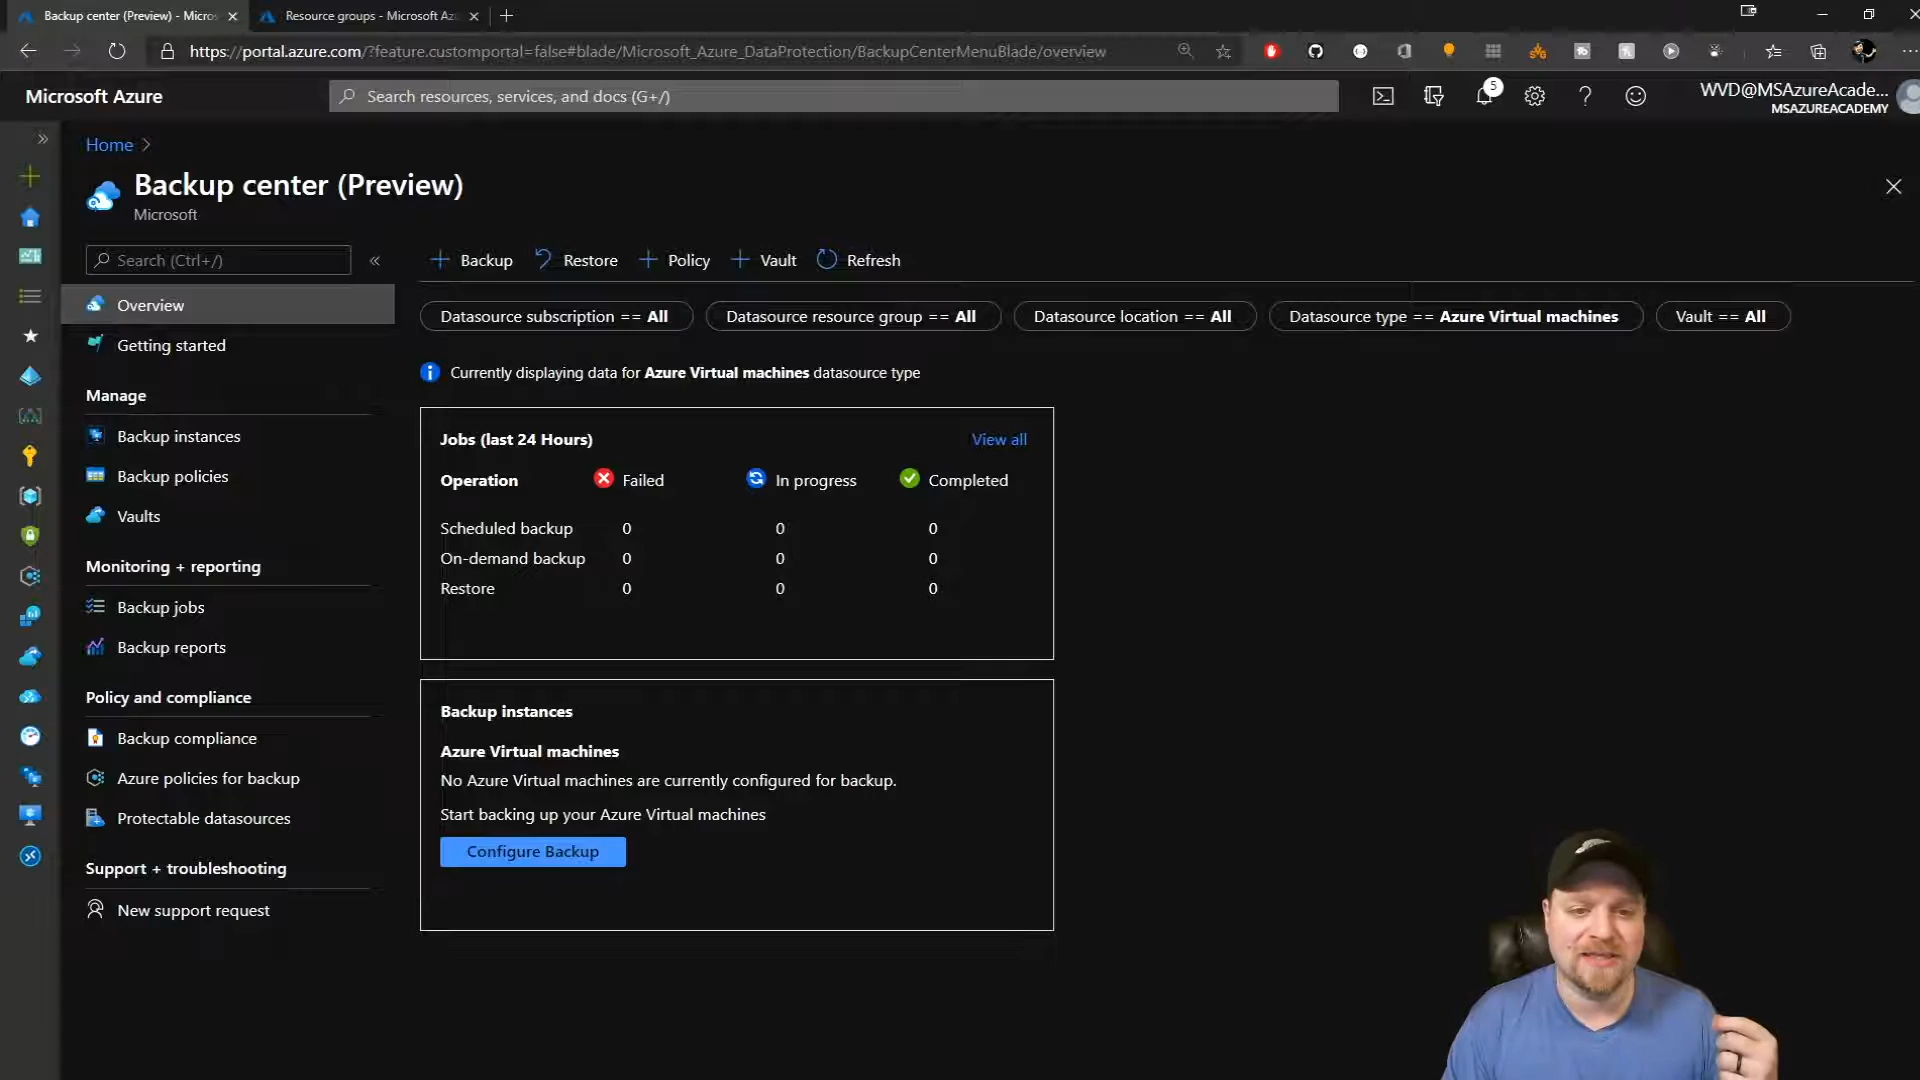 Backup center (Preview) - Micros
Resource groups - Microsoft Az
https://portal.azure.com/?feature.customportal=false#blade/Microsoft_Azure_DataProtection/BackupCenterMenuBlade/overview
Microsoft Azure
Search resources, services, and docs (G+/)
5
WVD@MSAzureAcade...
MSAZUREACADEMY
Home
Backup center (Preview)
Microsoft
Search (Ctrl+/)
Backup
Restore
Policy
Vault
Refresh
Overview
Getting started
Manage
Backup instances
Backup policies
Vaults
Monitoring + reporting
Backup jobs
Backup reports
Policy and compliance
Backup compliance
Azure policies for backup
Protectable datasources
Support + troubleshooting
New support request
Datasource subscription == All
Datasource resource group == All
Datasource location == All
Datasource type == Azure Virtual machines
Vault == All
Currently displaying data for Azure Virtual machines datasource type
Jobs (last 24 Hours)
View all
Operation Failed In progress Completed
Scheduled backup 0 0 0
On-demand backup 0 0 0
Restore 0 0 0
Backup instances
Azure Virtual machines
No Azure Virtual machines are currently configured for backup.
Start backing up your Azure Virtual machines
Configure Backup